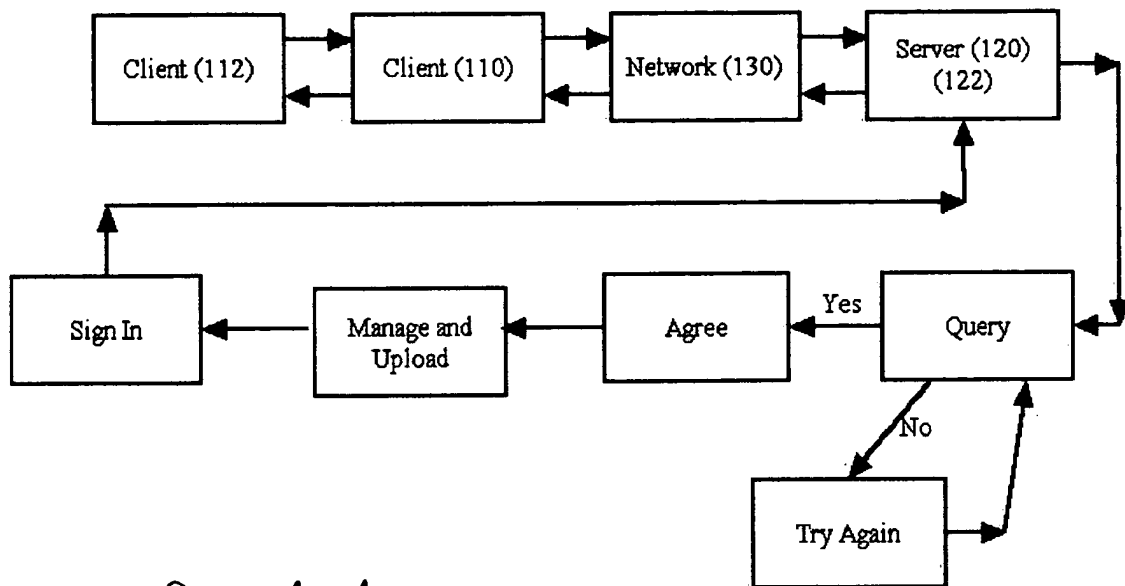 Client (112)
Client (110)
Network (130)
Server (120)
(122)
Sign In
Manage and
Upload
Agree
Yes
Query
No
Try Again